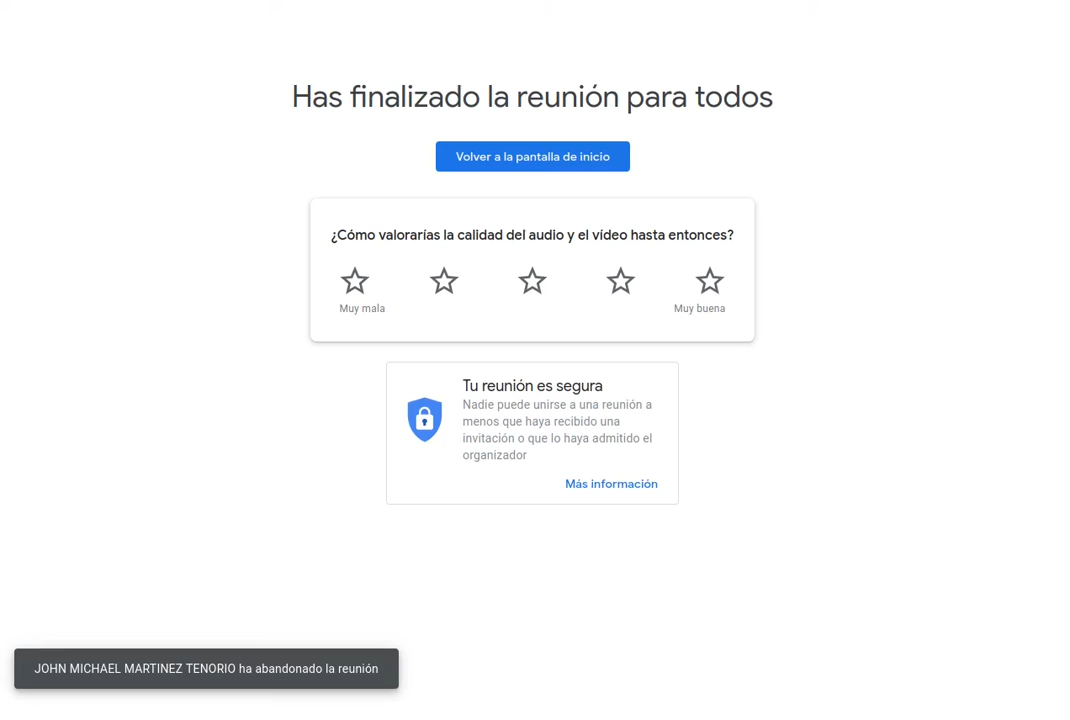 Has finalizado la reunión para todos
Volver a la pantalla de inicio
¿Cómo valorarías la calidad del audio y el vídeo hasta entonces?
Muy mala
Muy buena
Tu reunión es segura
Nadie puede unirse a una reunión a
menos que haya recibido una
invitación o que lo haya admitido el
organizador
Más información
JOHN MICHAEL MARTINEZ TENORIO ha abandonado la reunión